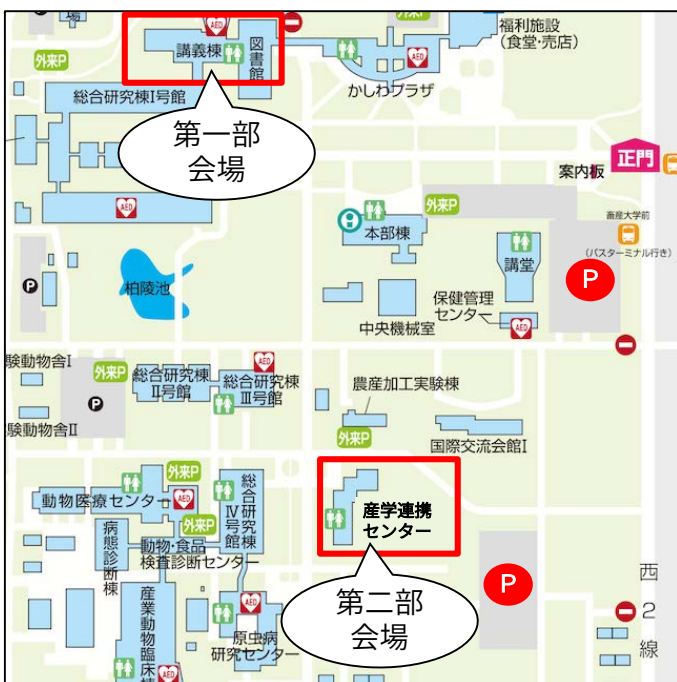 場
AED
福利施設
(食堂・売店)
外来P
講義棟
図書館
AED
かしわプラザ
総合研究棟Ⅰ号館
第一部
会場
正門
案内板
AED
外来P
畜産大学前
(バスターミナル行き)
本部棟
講堂
P
P
柏陵池
保健管理
センター
AED
中央機械室
験動物舎Ⅰ
外来P
総合研究棟
Ⅱ号館
AED
総合研究棟
Ⅲ号館
農産加工実験棟
P
験動物舎Ⅱ
外来P
国際交流会館Ⅰ
外来P
動物医療センター
AED
総合研究棟
Ⅳ号館
産学連携
センター
外来P
病態診断棟
動物・食品
検査診断センター
P
西2線
第二部
会場
産業動物臨床棟
AED
原虫病
研究センター
AED